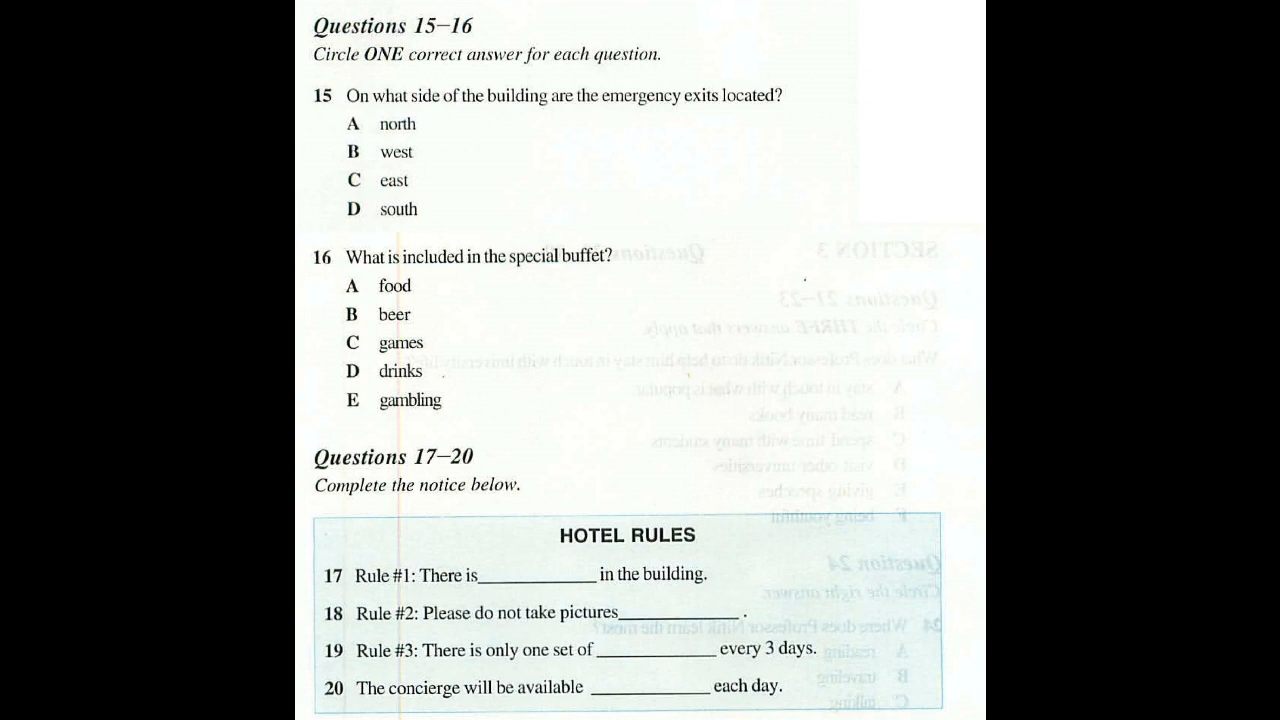 Questions 15–16
Circle ONE correct answer for each question.
15 On what side of the building are the emergency exits located?
A north
B west
C east
D south
16 What is included in the special buffet?
A food
B beer
C games
D drinks
E gambling
Questions 17–20
Complete the notice below.
HOTEL RULES
17 Rule #1: There is____________ in the building.
18 Rule #2: Please do not take pictures____________ .
19 Rule #3: There is only one set of ____________ every 3 days.
20 The concierge will be available ____________ each day.